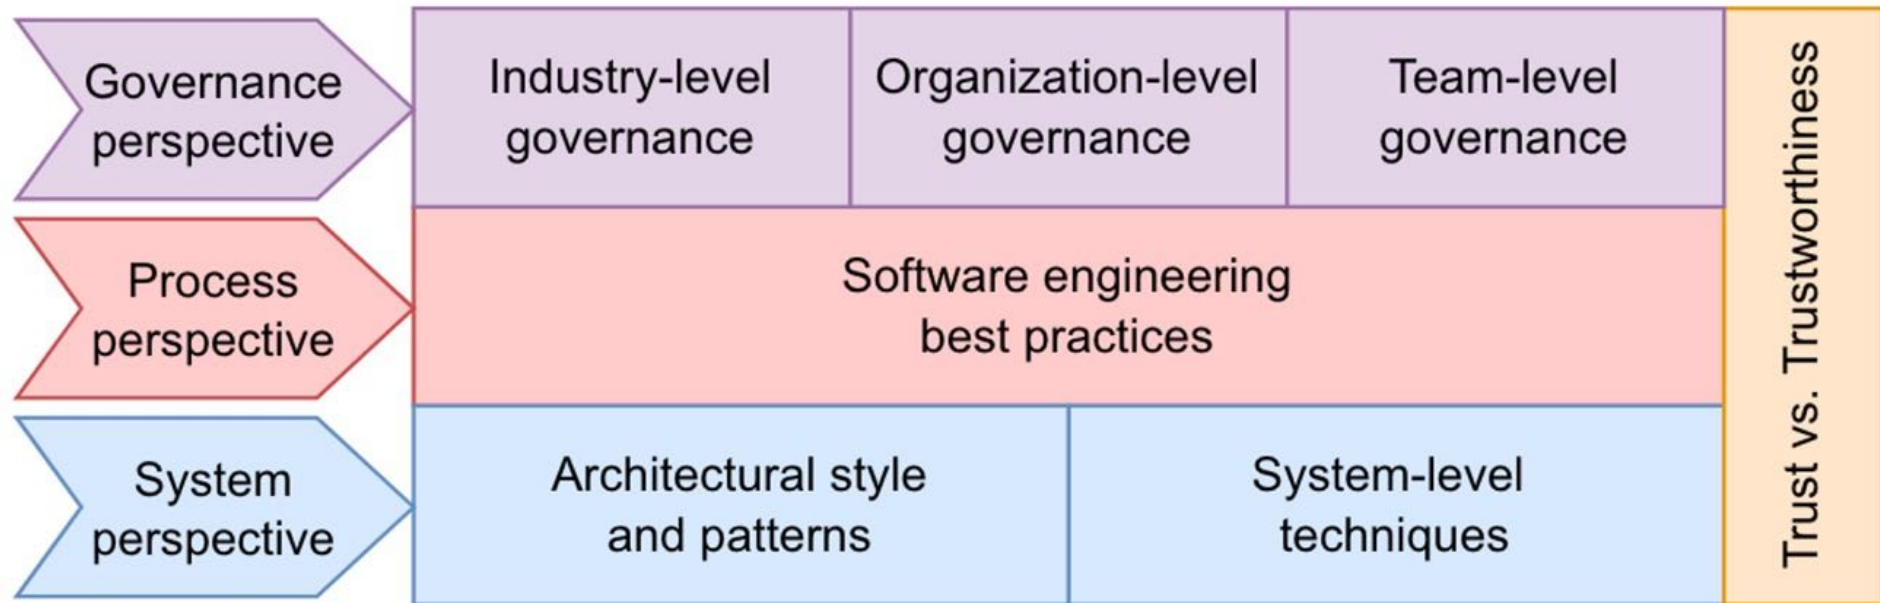 Governance
perspective
Industry-level
governance
Organization-level
governance
Team-level
governance
Process
perspective
Software engineering
best practices
System
perspective
Architectural style
and patterns
System-level
techniques
Trust vs. Trustworthiness